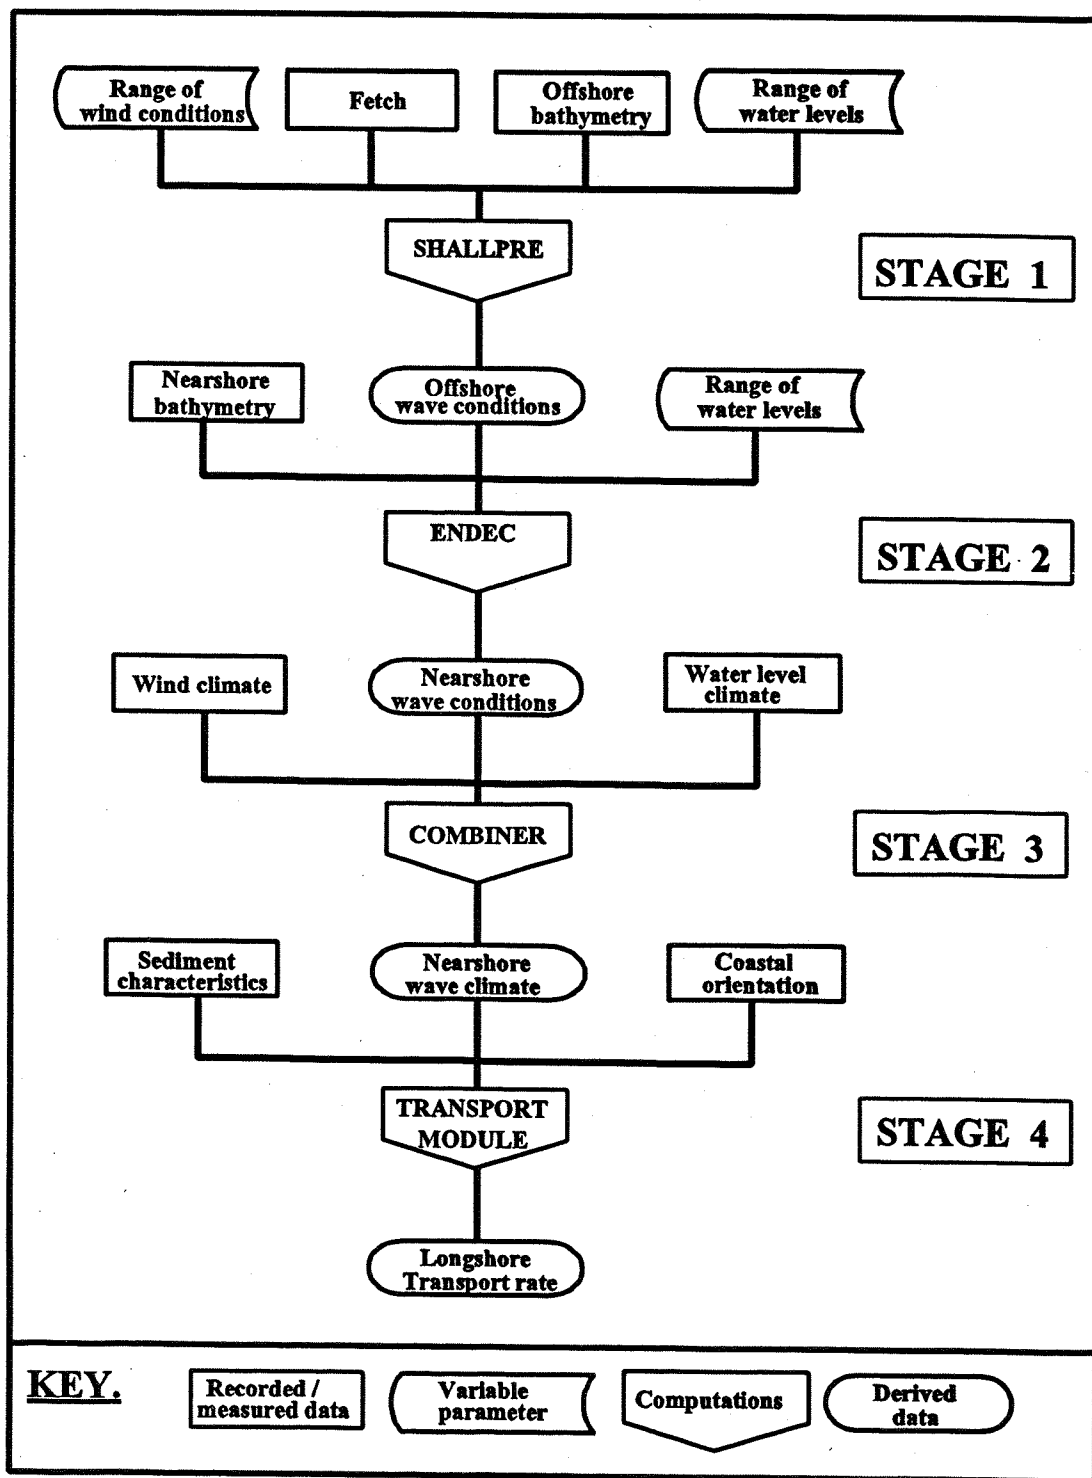 Range of
wind conditions
Fetch
Offshore
bathymetry
Range of
water levels
SHALLPRE
STAGE 1
Nearshore
bathymetry
Offshore
wave conditions
Range of
water levels
ENDEC
STAGE 2
Wind climate
Nearshore
wave conditions
Water level
climate
COMBINER
STAGE 3
Sediment
characteristics
Nearshore
wave climate
Coastal
orientation
TRANSPORT
MODULE
STAGE 4
Longshore
Transport rate
KEY.
Recorded /
measured data
Variable
parameter
Computations
Derived
data